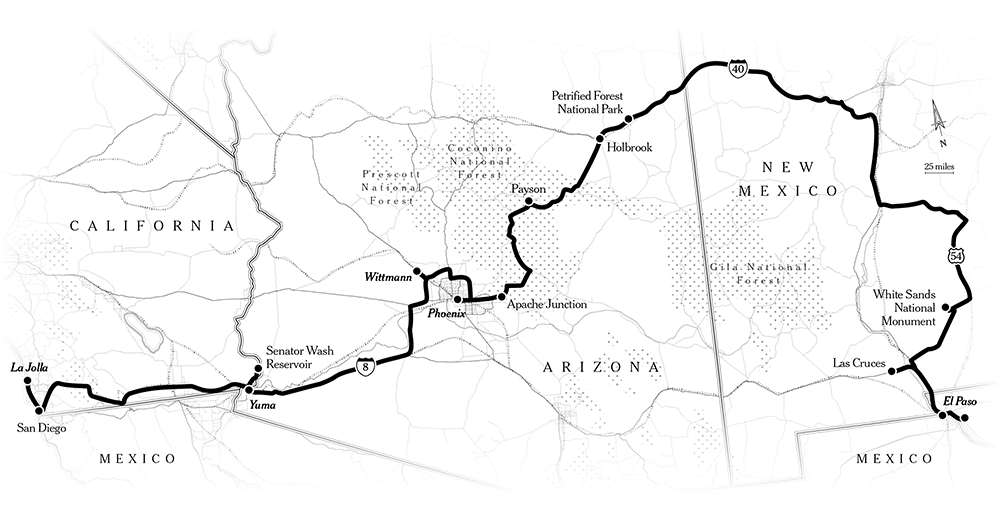 40
Petrified Forest
National Park
Holbrook
N
25 miles
Coconino
National
Forest
Prescott
National
Forest
Payson
NEW
MEXICO
CALIFORNIA
Wittmann
Phoenix
Apache Junction
Gila National
Forest
54
White Sands
National
Monument
Senator Wash
Reservoir
8
ARIZONA
Las Cruces
La Jolla
San Diego
Yuma
El Paso
MEXICO
MEXICO